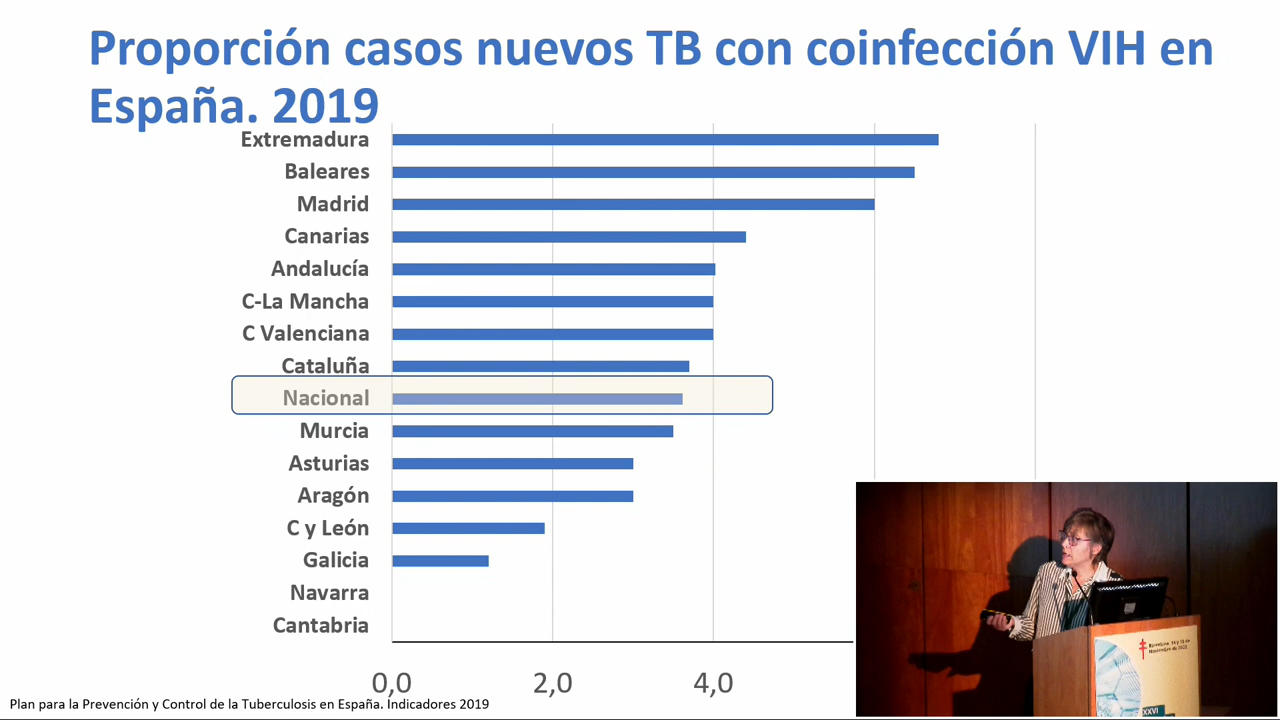 Proporción casos nuevos TB con coinfección VIH en
España. 2019
Extremadura
Baleares
Madrid
Canarias
Andalucía
C-La Mancha
C Valenciana
Cataluña
Nacional
Murcia
Asturias
Aragón
C y León
Galicia
Navarra
Cantabria
0,0 2,0 4,0
Plan para la Prevención y Control de la Tuberculosis en España. Indicadores 2019
XXVI